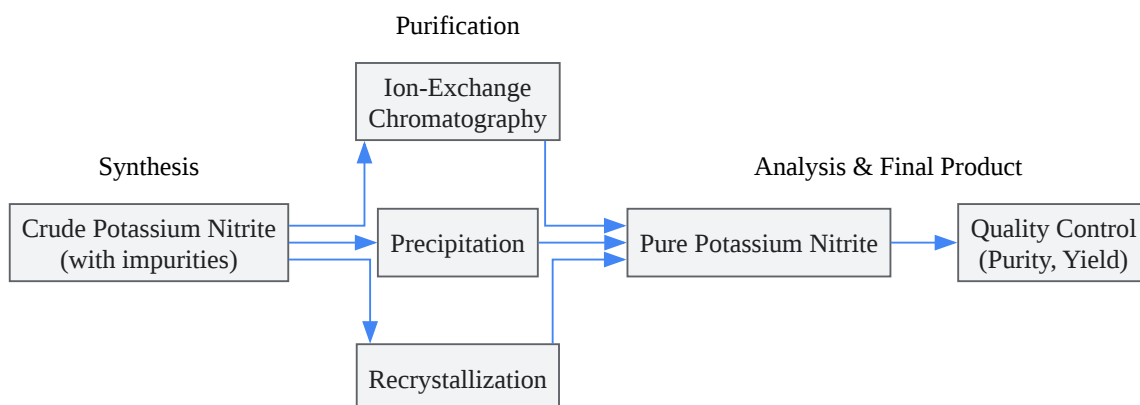 Purification
Ion-Exchange
Chromatography
Synthesis
Analysis & Final Product
Crude Potassium Nitrite
(with impurities)
Precipitation
Pure Potassium Nitrite
Quality Control
(Purity, Yield)
Recrystallization